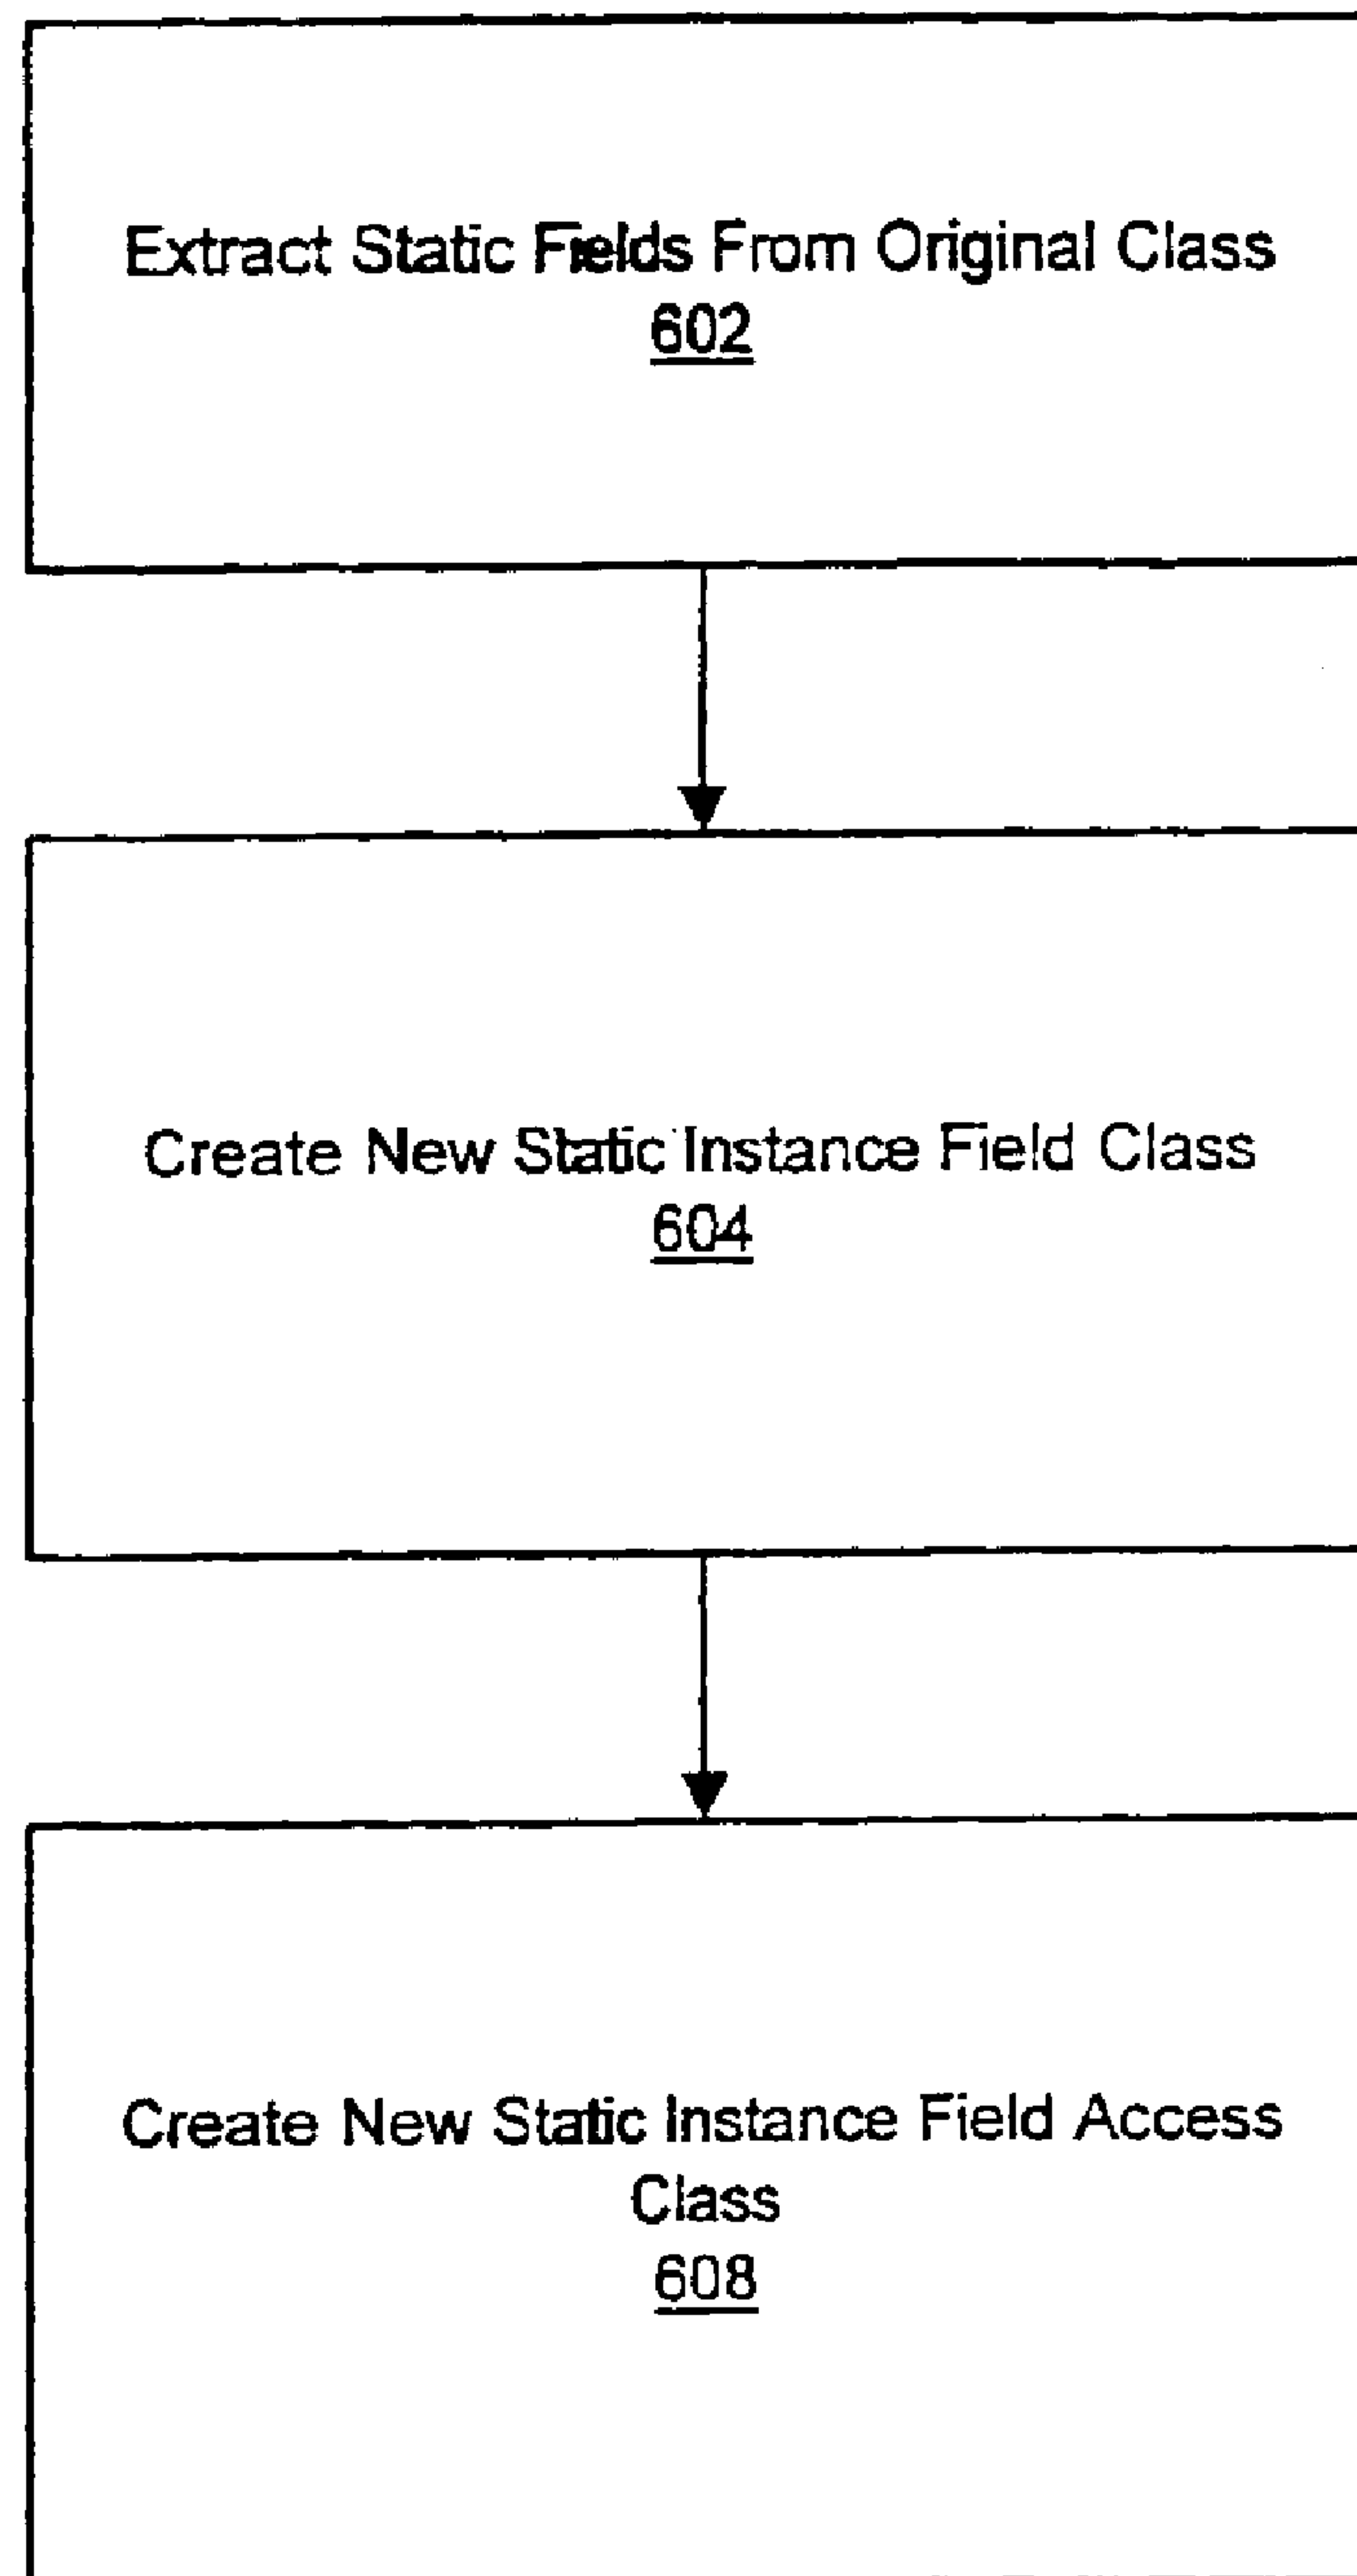 Extract Static Fields From Original Class
602
Create New Static Instance Field Class
604
Create New Static Instance Field Access
Class
608